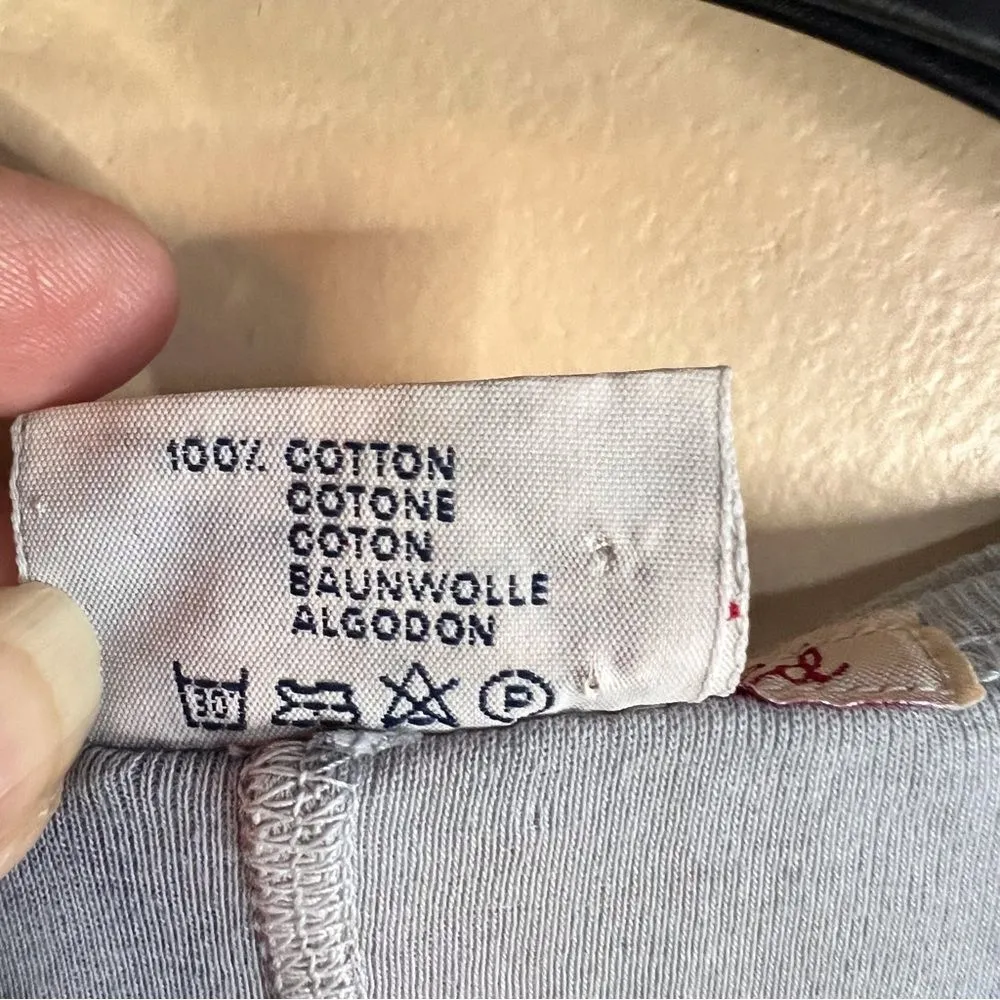 100% COTTON
COTONE
COTON
BAUNWOLLE
ALGODON
30° P